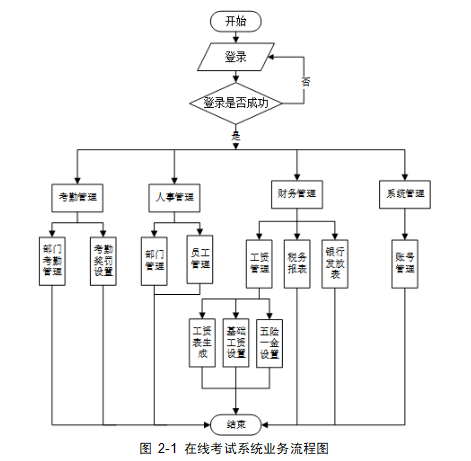 开始
登录
否
登录是否成功
是
考勤管理
人事管理
财务管理
系统管理
部门
考勤
管理
考勤
奖罚
设置
部门
管理
员工
管理
工资
管理
税务
报表
银行
发放
表
账号
管理
工资
表生
成
基础
工资
设置
五险
一金
设置
结束
图 2-1 在线考试系统业务流程图